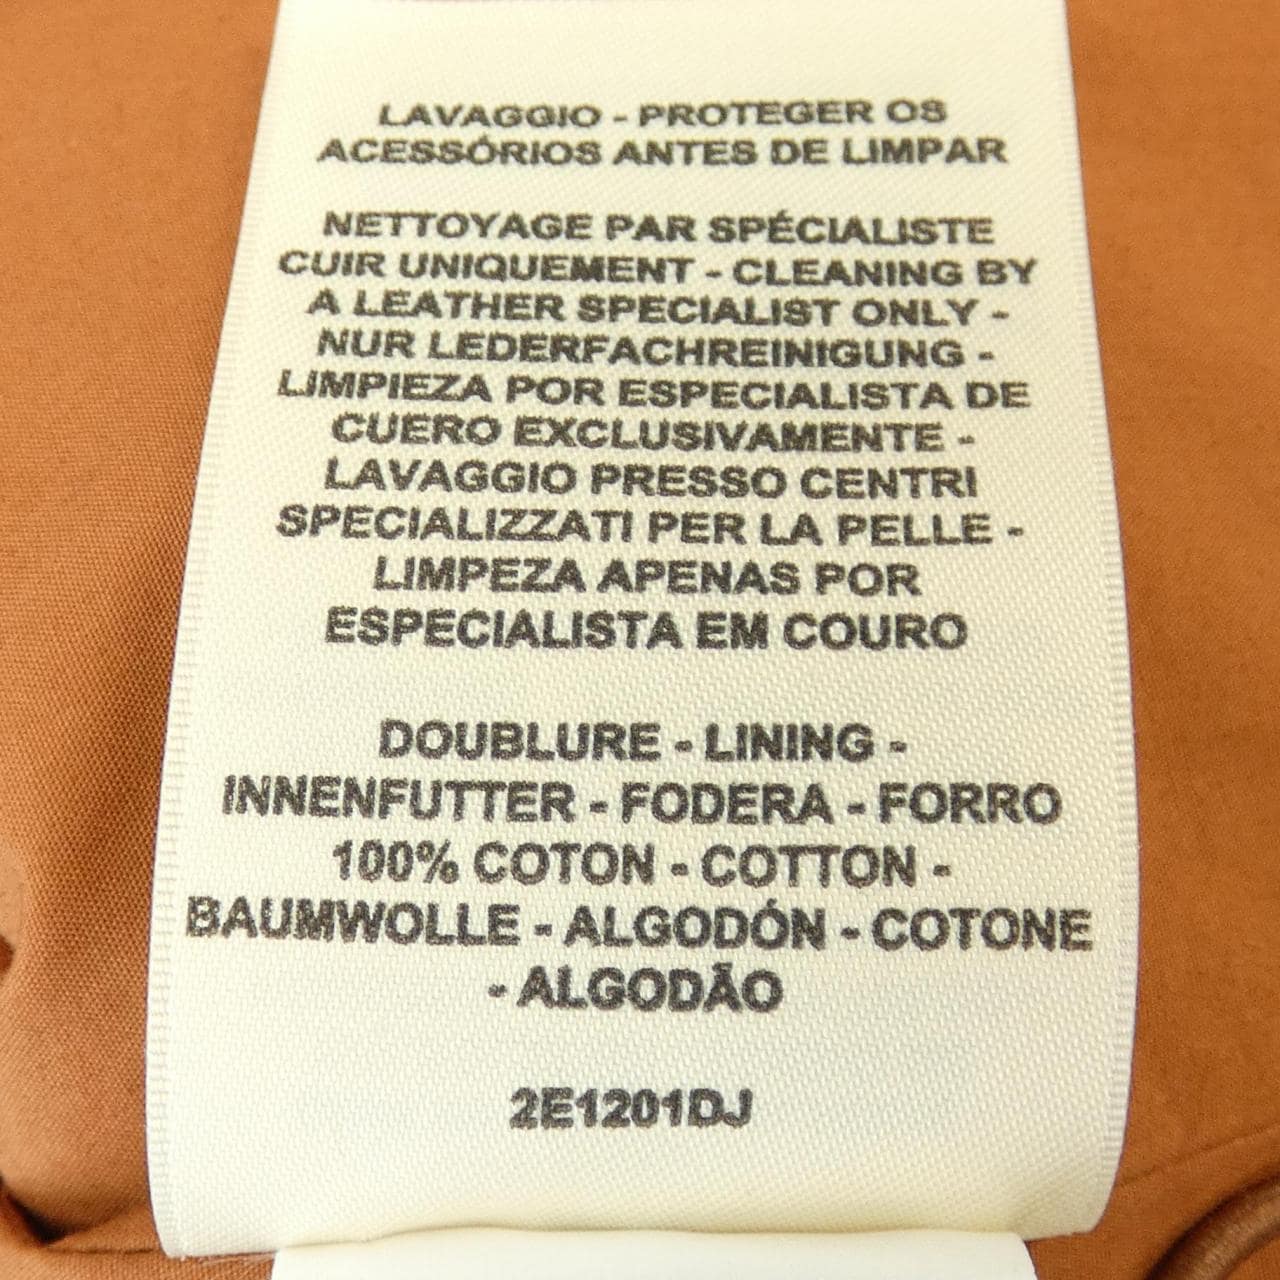 LAVAGGIO - PROTEGER OS
ACESSÓRIOS ANTES DE LIMPAR
NETTOYAGE PAR SPÉCIALISTE
CUIR UNIQUEMENT - CLEANING BY
A LEATHER SPECIALIST ONLY -
NUR LEDERFACHREINIGUNG -
LIMPIEZA POR ESPECIALISTA DE
CUERO EXCLUSIVAMENTE -
LAVAGGIO PRESSO CENTRI
SPECIALIZZATI PER LA PELLE -
LIMPEZA APENAS POR
ESPECIALISTA EM COURO
DOUBLURE - LINING -
INNENFUTTER - FODERA - FORRO
100% COTON - COTTON -
BAUMWOLLE - ALGODÓN - COTONE
- ALGODÃO
2E1201DJ